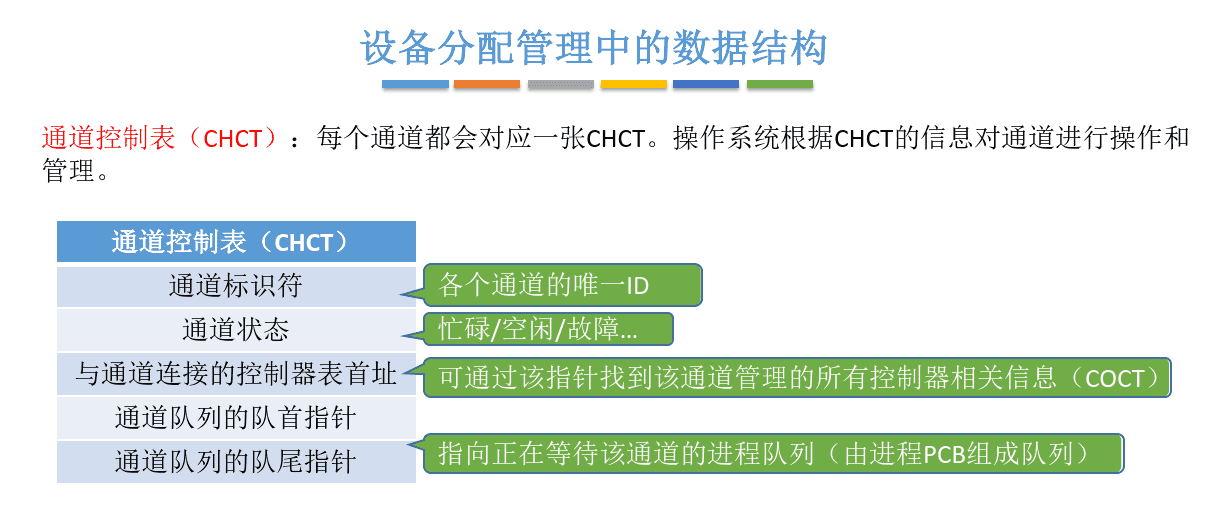 设备分配管理中的数据结构
通道控制表（CHCT）：每个通道都会对应一张CHCT。操作系统根据CHCT的信息对通道进行操作和
管理。
通道控制表（CHCT）
通道标识符
各个通道的唯一ID
通道状态
忙碌/空闲/故障…
与通道连接的控制器表首址
可通过该指针找到该通道管理的所有控制器相关信息（COCT）
通道队列的队首指针
通道队列的队尾指针
指向正在等待该通道的进程队列（由进程PCB组成队列）